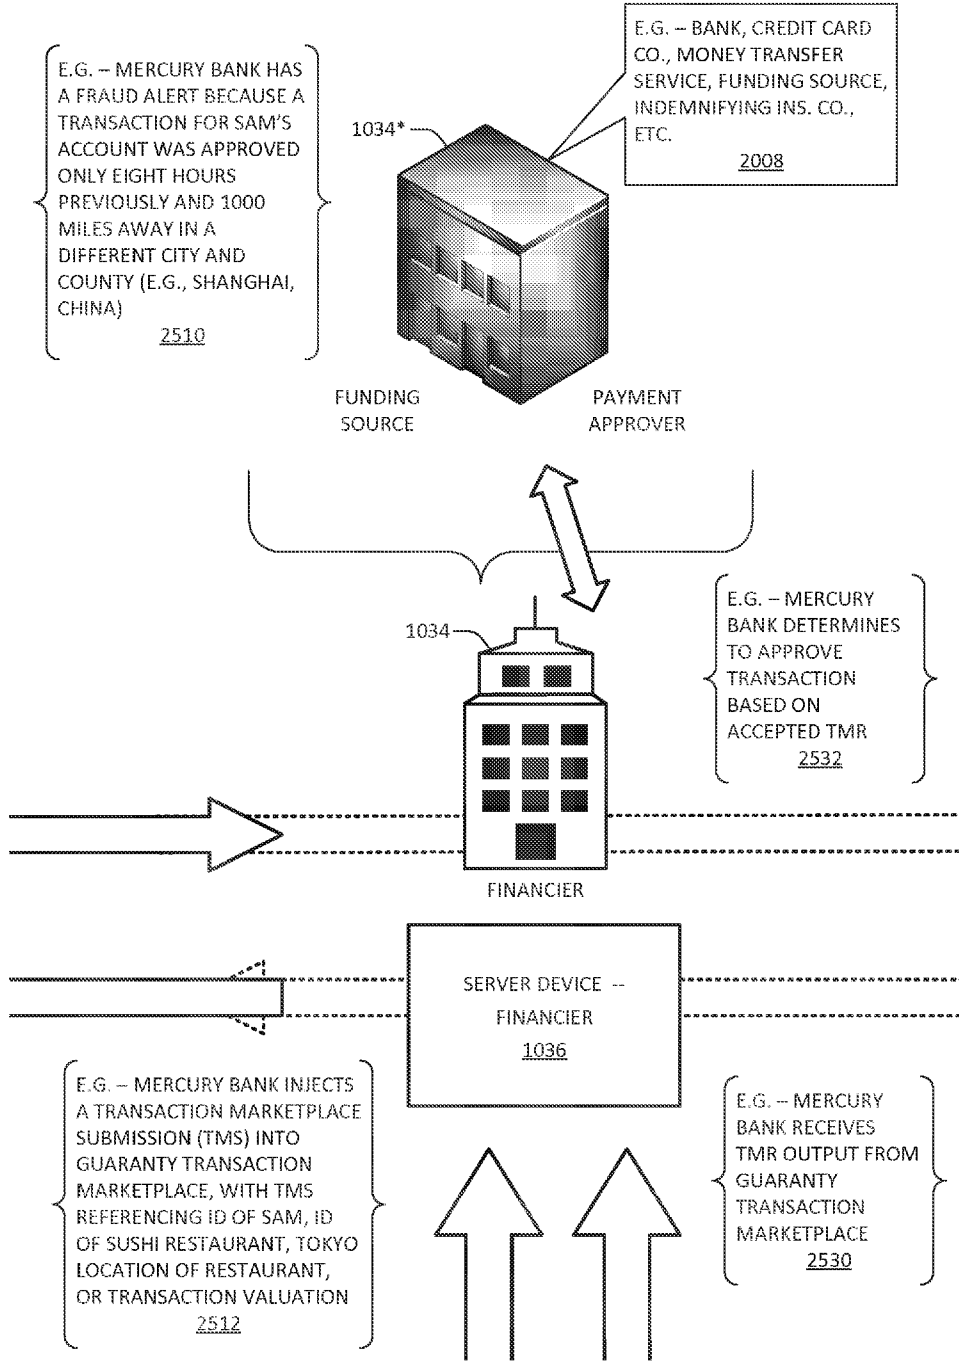 E.G. – MERCURY BANK HAS
A FRAUD ALERT BECAUSE A
TRANSACTION FOR SAM'S
ACCOUNT WAS APPROVED
ONLY EIGHT HOURS
PREVIOUSLY AND 1000
MILES AWAY IN A
DIFFERENT CITY AND
COUNTY (E.G., SHANGHAI,
CHINA)
2510
1034*
E.G. – BANK, CREDIT CARD
CO., MONEY TRANSFER
SERVICE, FUNDING SOURCE,
INDEMNIFYING INS. CO.,
ETC.
2008
FUNDING
SOURCE
PAYMENT
APPROVER
1034
E.G. – MERCURY
BANK DETERMINES
TO APPROVE
TRANSACTION
BASED ON
ACCEPTED TMR
2532
FINANCIER
SERVER DEVICE --
FINANCIER
1036
E.G. – MERCURY BANK INJECTS
A TRANSACTION MARKETPLACE
SUBMISSION (TMS) INTO
GUARANTY TRANSACTION
MARKETPLACE, WITH TMS
REFERENCING ID OF SAM, ID
OF SUSHI RESTAURANT, TOKYO
LOCATION OF RESTAURANT,
OR TRANSACTION VALUATION
2512
E.G. – MERCURY
BANK RECEIVES
TMR OUTPUT FROM
GUARANTY
TRANSACTION
MARKETPLACE
2530